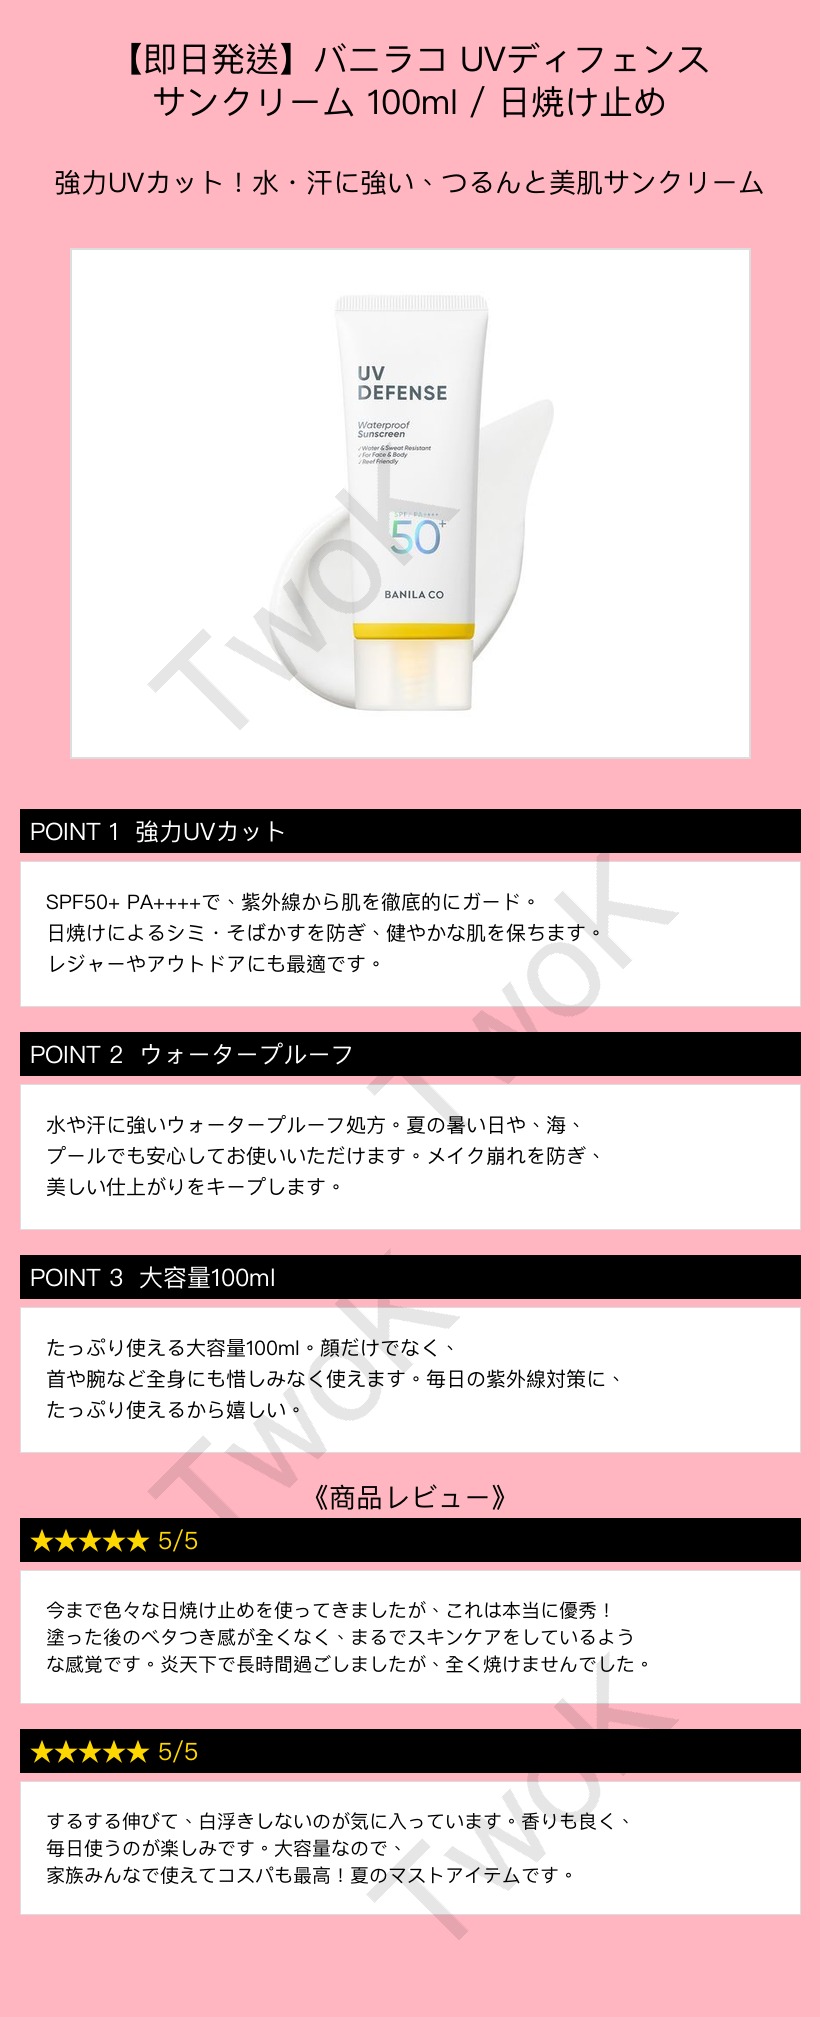 【即日発送】バニラコ UVディフェンス
サンクリーム 100ml / 日焼け止め
強力UVカット！水・汗に強い、つるんと美肌サンクリーム
UV
DEFENSE
Waterproof
Sunscreen
✓Water & Sweat Resistant
✓For Face & Body
✓Reef Friendly
SPF/ PA++++
50+
BANILA CO
TwoK
POINT 1 強力UVカット
SPF50+ PA++++で、紫外線から肌を徹底的にガード。
日焼けによるシミ・そばかすを防ぎ、健やかな肌を保ちます。
レジャーやアウトドアにも最適です。
TwoK
POINT 2 ウォータープルーフ
水や汗に強いウォータープルーフ処方。夏の暑い日や、海、
プールでも安心してお使いいただけます。メイク崩れを防ぎ、
美しい仕上がりをキープします。
POINT 3 大容量100ml
たっぷり使える大容量100ml。顔だけでなく、
首や腕など全身にも惜しみなく使えます。毎日の紫外線対策に、
たっぷり使えるから嬉しい。
TwoK
《商品レビュー》
★★★★★ 5/5
今まで色々な日焼け止めを使ってきましたが、これは本当に優秀！
塗った後のベタつき感が全くなく、まるでスキンケアをしているよう
な感覚です。炎天下で長時間過ごしましたが、全く焼けませんでした。
★★★★★ 5/5
するする伸びて、白浮きしないのが気に入っています。香りも良く、
毎日使うのが楽しみです。大容量なので、
家族みんなで使えてコスパも最高！夏のマストアイテムです。
TwoK